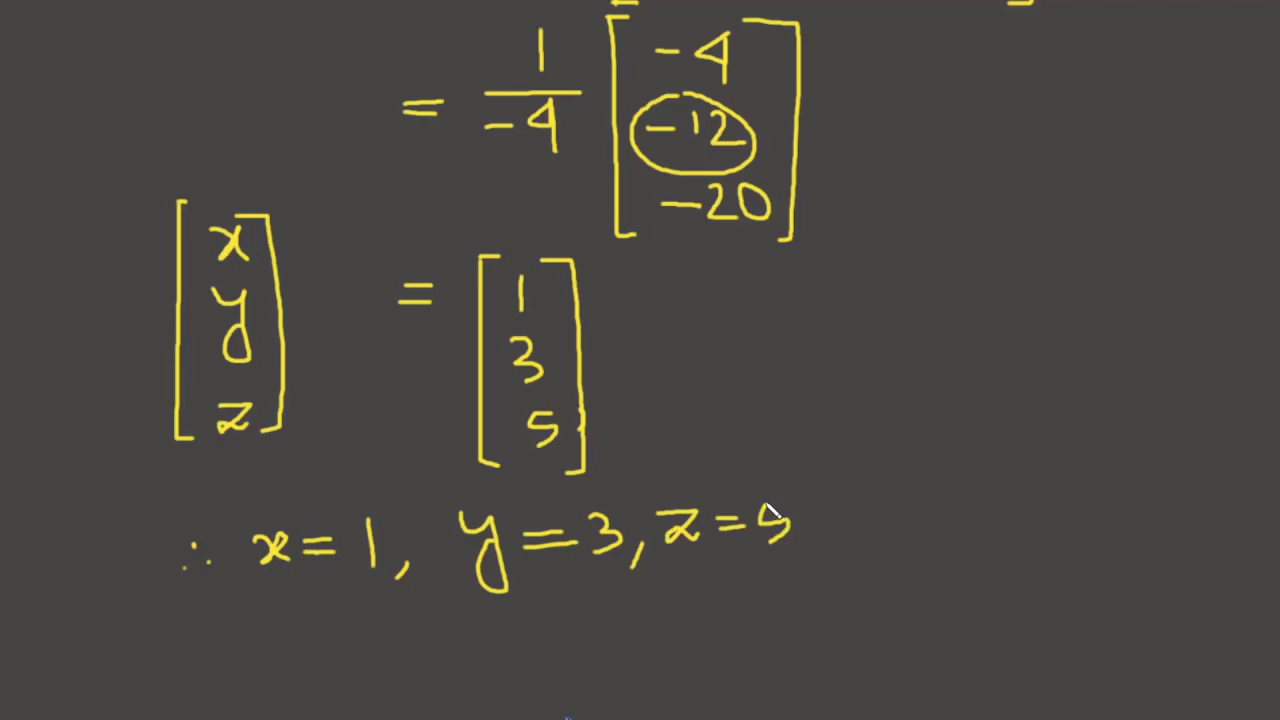 = 1/-4 [ -4 -12 -20 ]
[ x y z ] = [ 1 3 5 ]
∴ x = 1, y = 3, z = 5